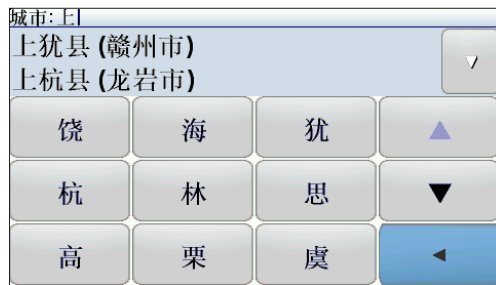 城市: 上
上犹县 (赣州市)
上杭县 (龙岩市)
饶 海 犹
杭 林 思
高 栗 虞